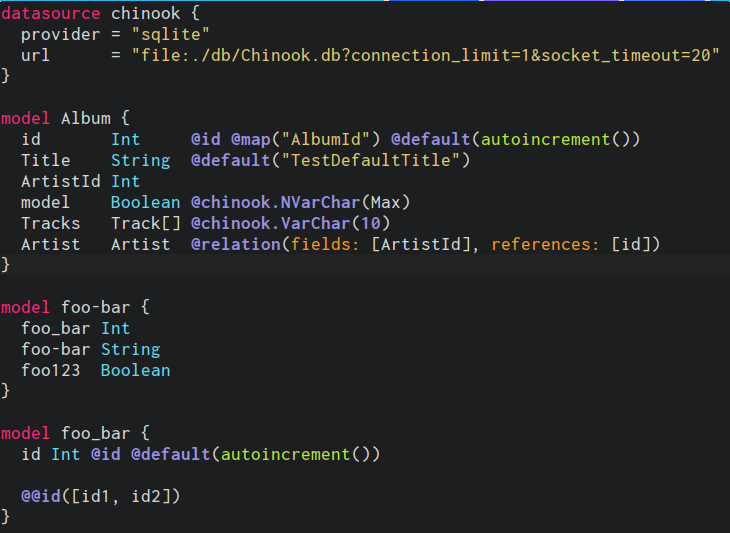 datasource chinook {
  provider = "sqlite"
  url      = "file:./db/Chinook.db?connection_limit=1&socket_timeout=20"
}

model Album {
  id       Int     @id @map("AlbumId") @default(autoincrement())
  Title    String  @default("TestDefaultTitle")
  ArtistId Int
  model    Boolean @chinook.NVarChar(Max)
  Tracks   Track[] @chinook.VarChar(10)
  Artist   Artist  @relation(fields: [ArtistId], references: [id])
}

model foo-bar {
  foo_bar Int
  foo-bar String
  foo123  Boolean
}

model foo_bar {
  id Int @id @default(autoincrement())

  @@id([id1, id2])
}